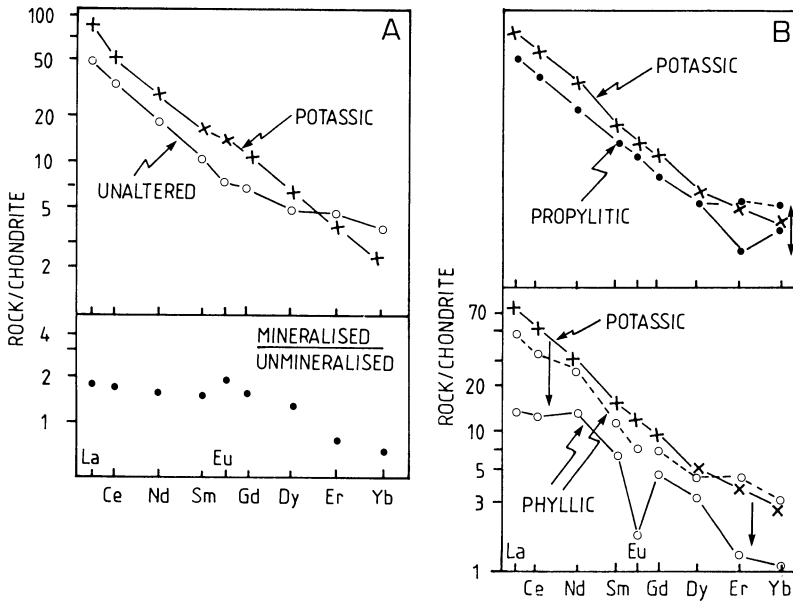 A
100
50
20
10
5
2
ROCK/CHONDRITE
POTASSIC
UNALTERED
4
2
1
MINERALISED
UNMINERALISED
La
Eu
Ce Nd Sm Gd Dy Er Yb
B
POTASSIC
PROPYLITIC
ROCK/CHONDRITE
70
20
10
5
3
1
POTASSIC
PHYLLIC
La
Eu
Ce Nd Sm Gd Dy Er Yb